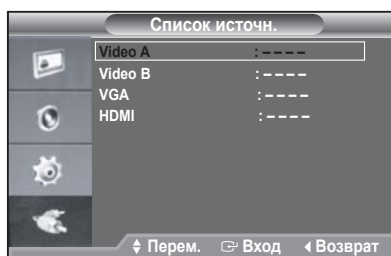 Список источн.
Video A : – – – –
Video B : – – – –
VGA : – – – –
HDMI : – – – –
Перем. Вход Возврат